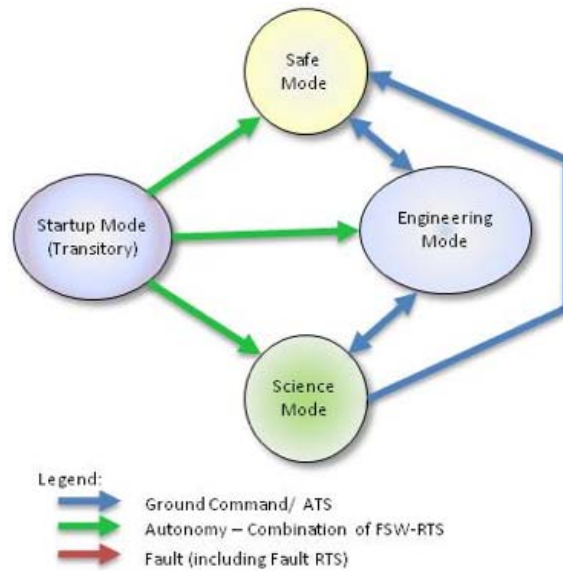 Safe
Mode
Startup Mode
(Transitory)
Engineering
Mode
Science
Mode
Legend:
Ground Command/ ATS
Autonomy – Combination of FSW-RTS
Fault (including Fault RTS)